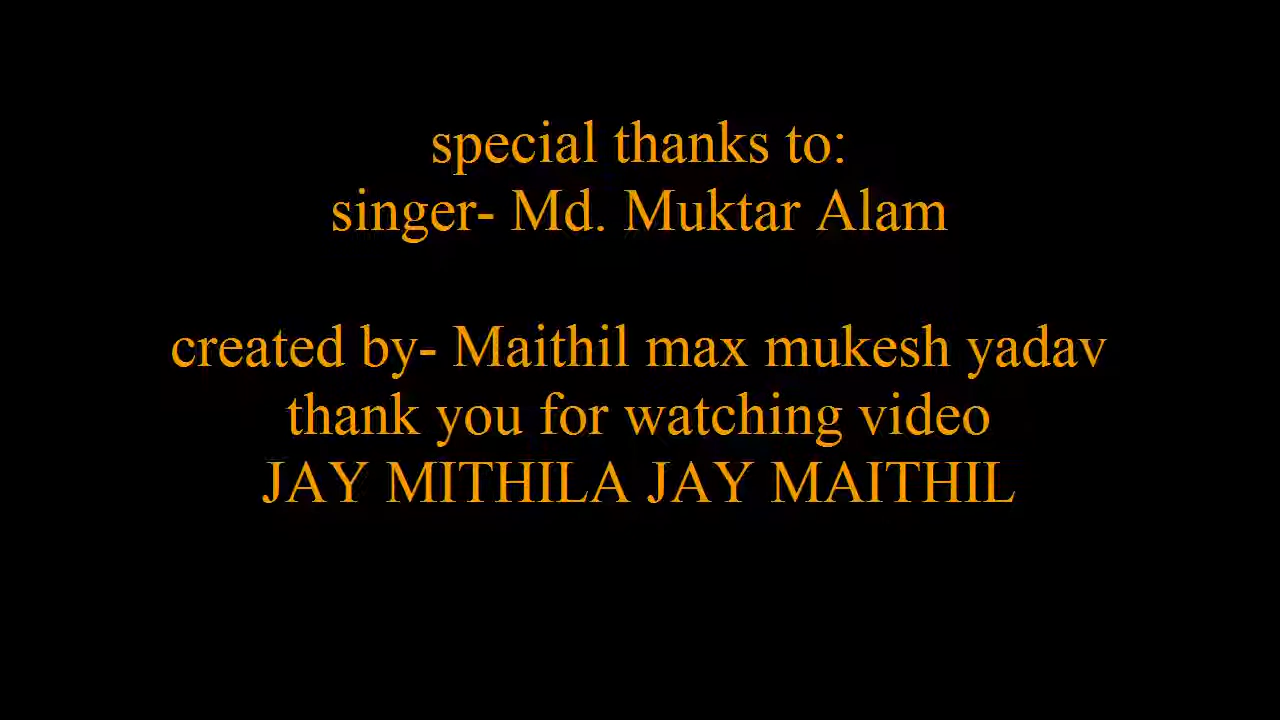 special thanks to:
singer- Md. Muktar Alam
created by- Maithil max mukesh yadav
thank you for watching video
JAY MITHILA JAY MAITHIL